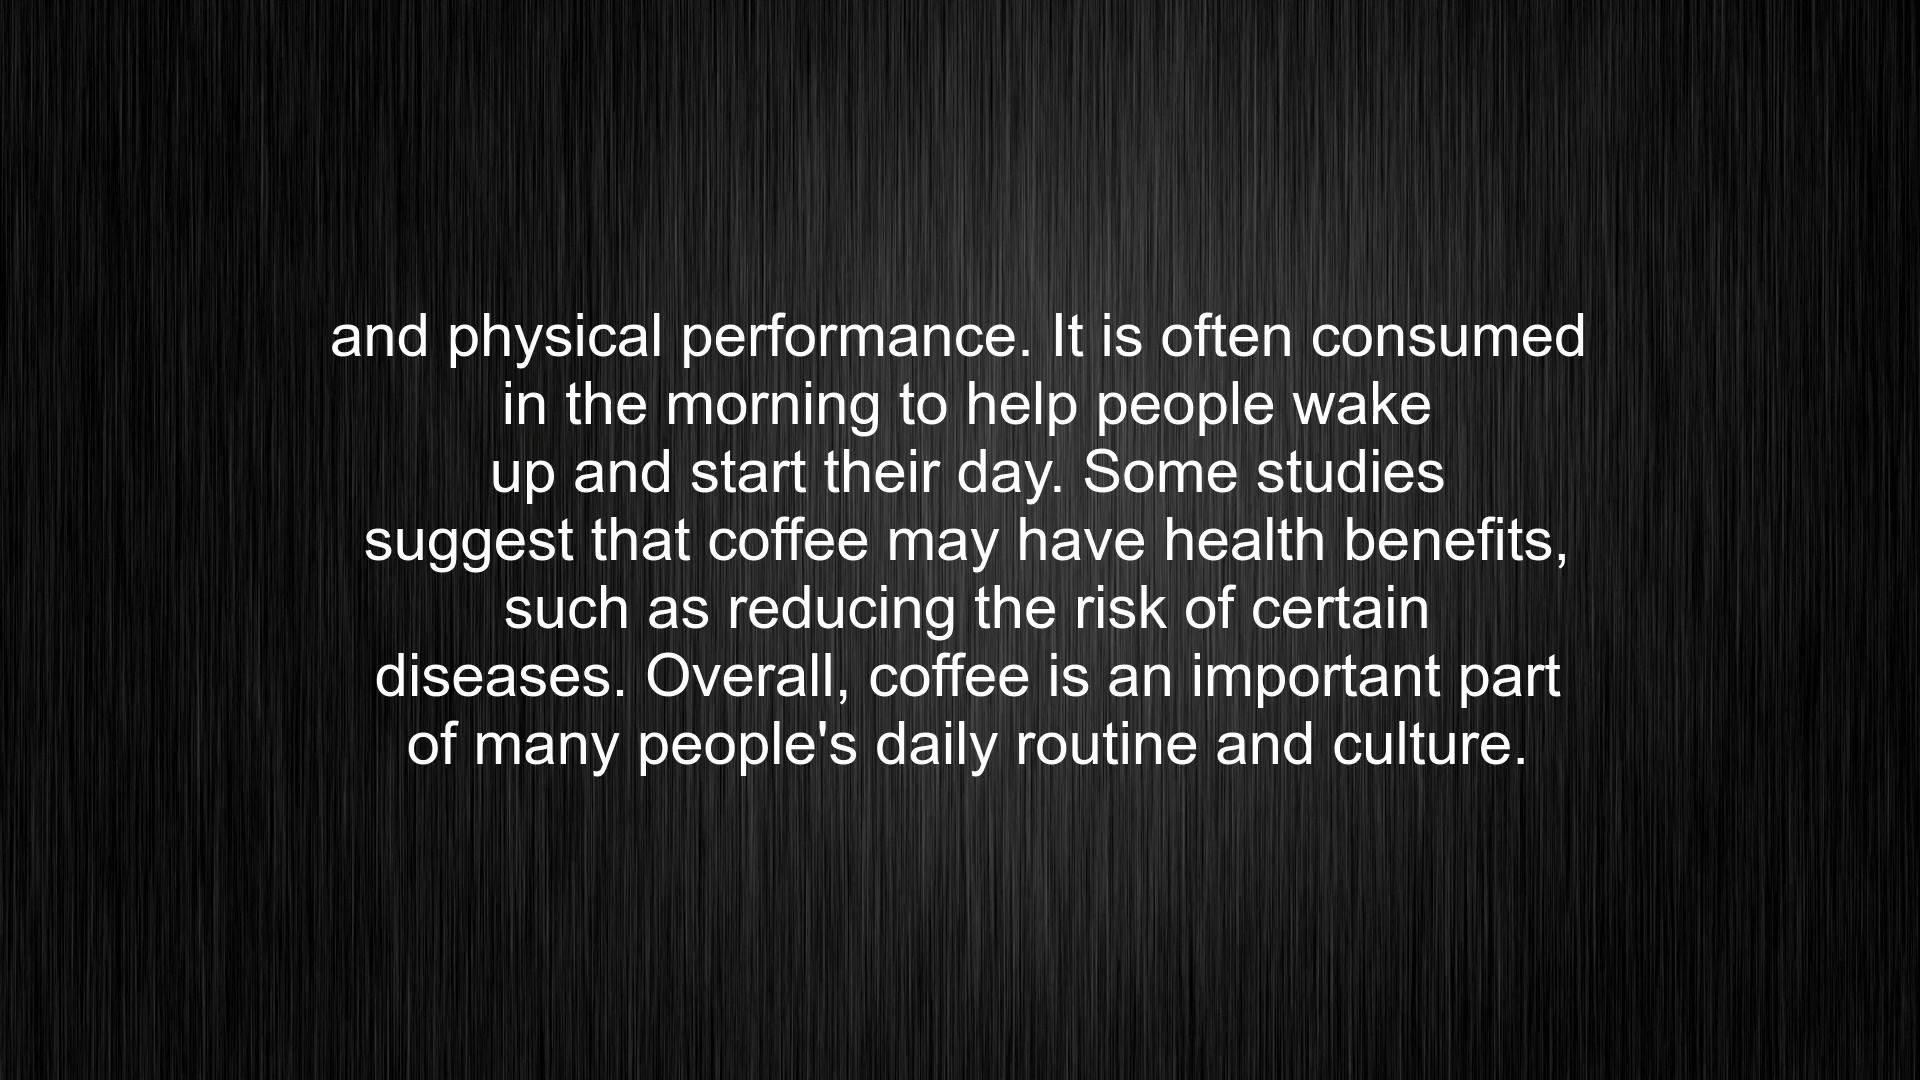 and physical performance. It is often consumed
in the morning to help people wake
up and start their day. Some studies
suggest that coffee may have health benefits,
such as reducing the risk of certain
diseases. Overall, coffee is an important part
of many people's daily routine and culture.